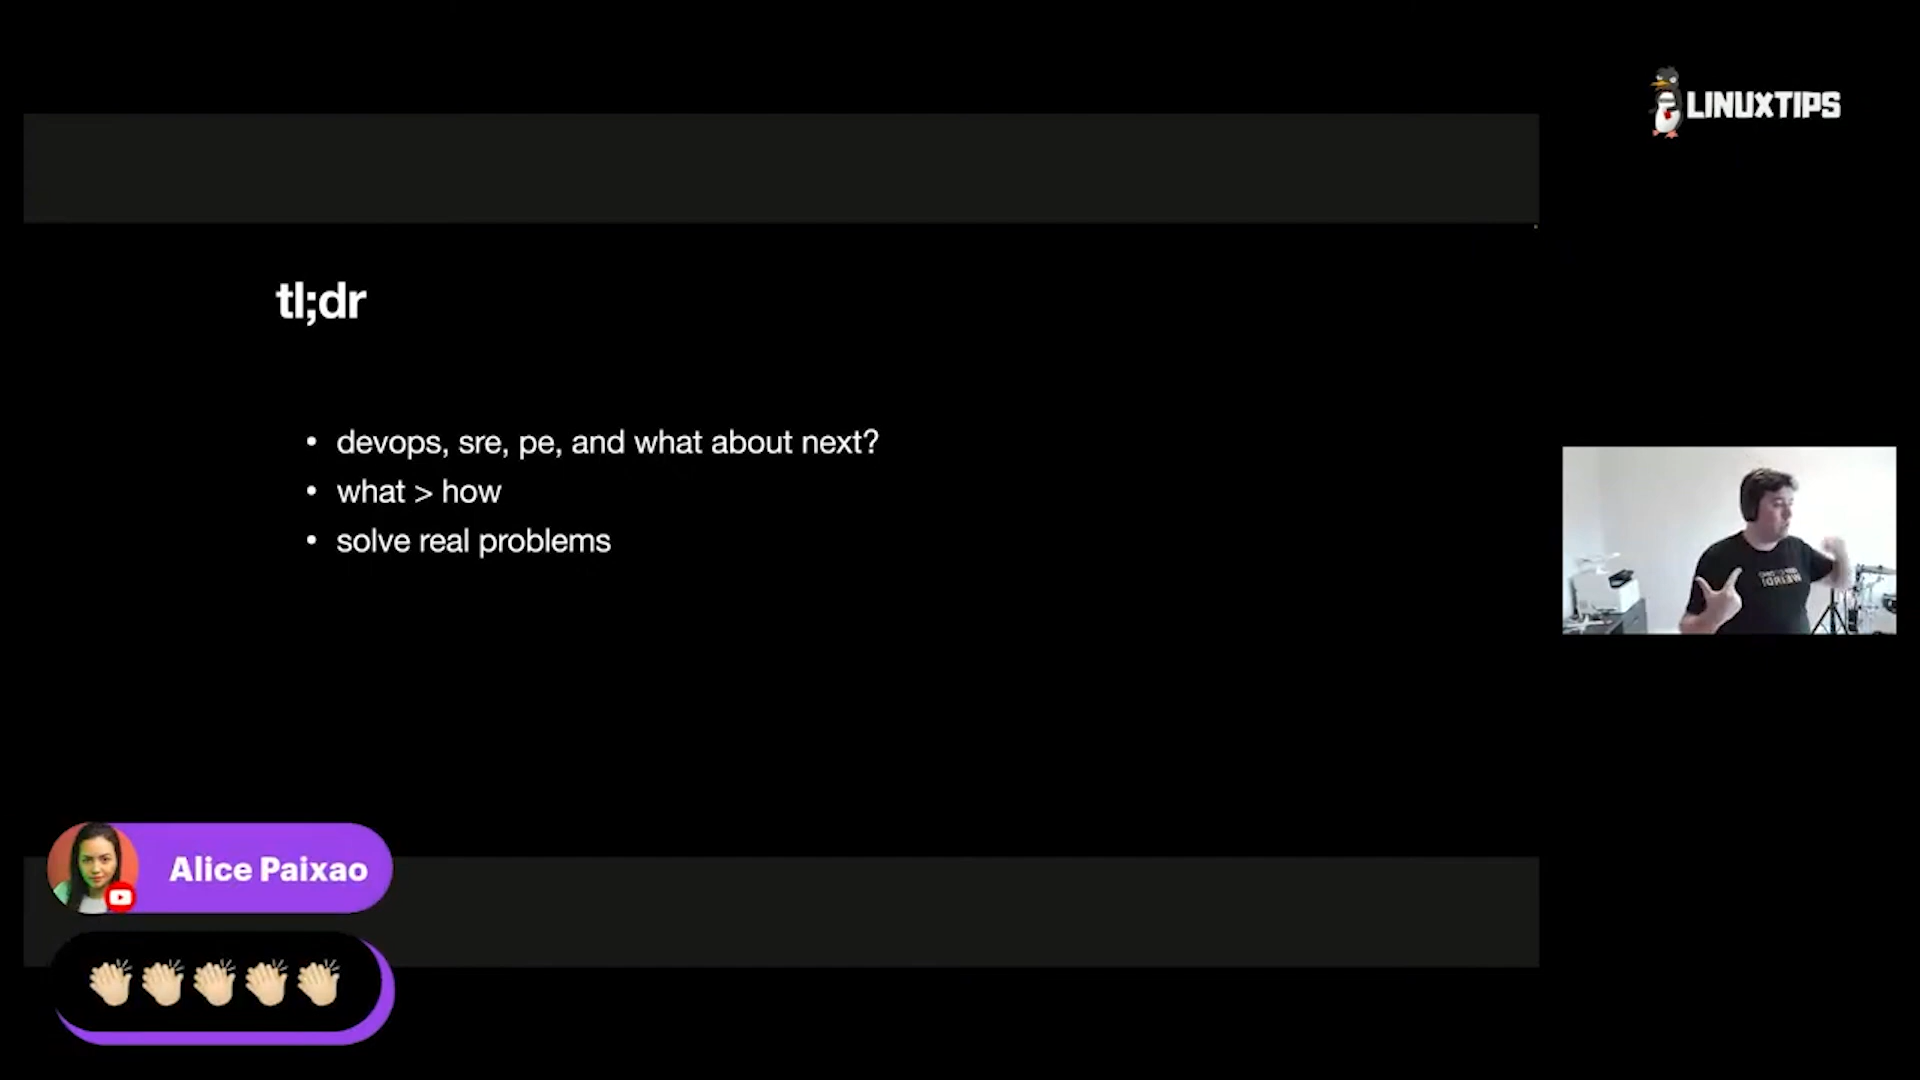 LINUXTIPS
tl;dr
• devops, sre, pe, and what about next?
• what > how
• solve real problems
Alice Paixao
👏🏻👏🏻👏🏻👏🏻👏🏻